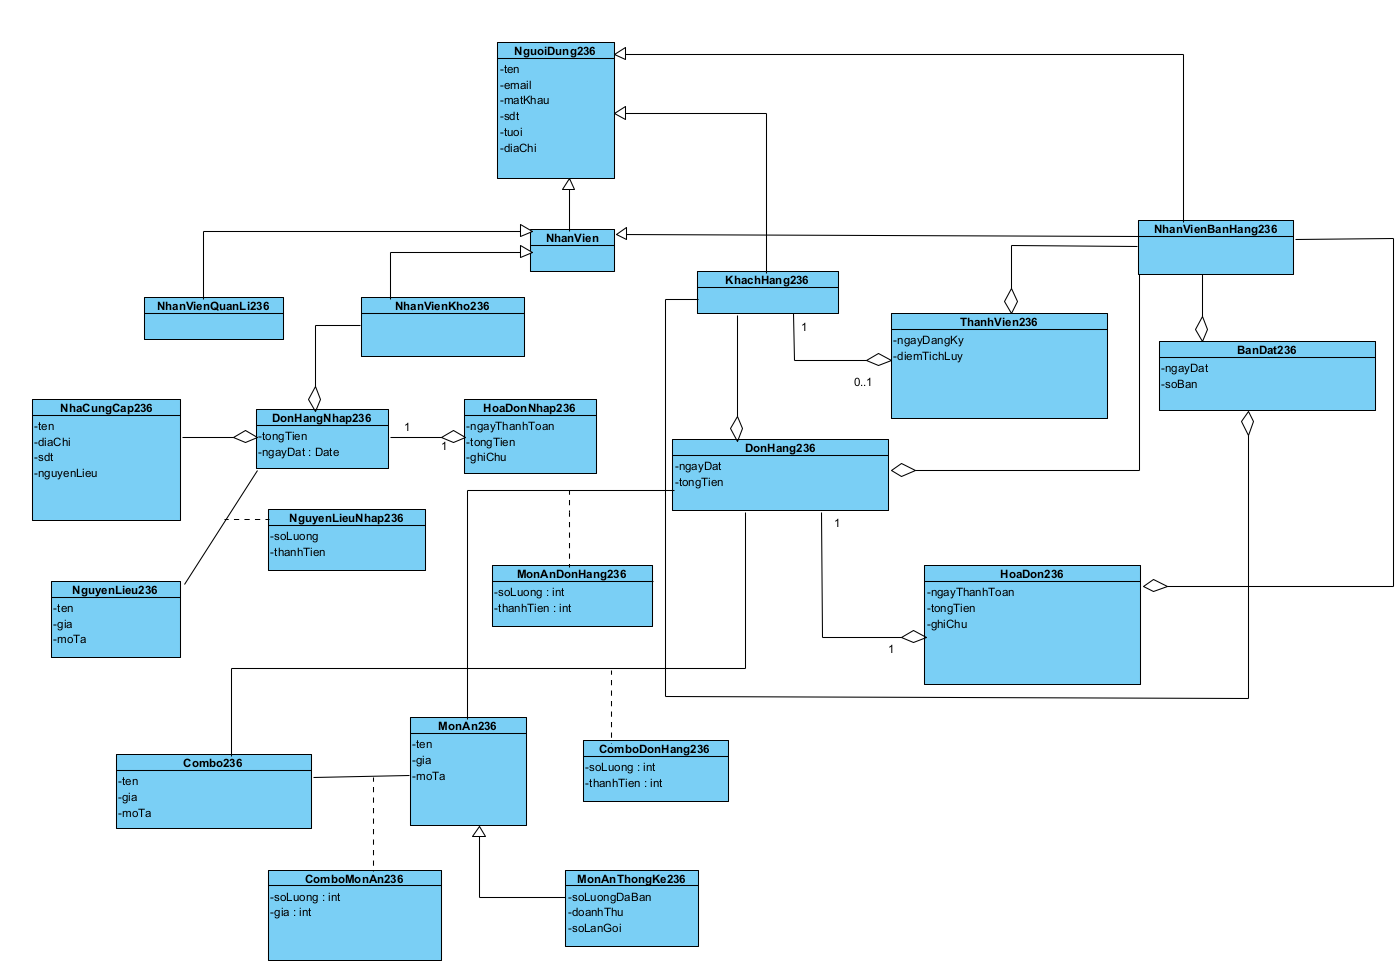 NguoiDung236
-ten
-email
-matKhau
-sdt
-tuoi
-diaChi
NhanVien
NhanVienBanHang236
NhanVienQuanLi236
NhanVienKho236
KhachHang236
1
0..1
ThanhVien236
-ngayDangKy
-diemTichLuy
BanDat236
-ngayDat
-soBan
NhaCungCap236
-ten
-diaChi
-sdt
-nguyenLieu
DonHangNhap236
-tongTien
-ngayDat : Date
1
1
HoaDonNhap236
-ngayThanhToan
-tongTien
-ghiChu
DonHang236
-ngayDat
-tongTien
1
1
NguyenLieuNhap236
-soLuong
-thanhTien
NguyenLieu236
-ten
-gia
-moTa
MonAnDonHang236
-soLuong : int
-thanhTien : int
HoaDon236
-ngayThanhToan
-tongTien
-ghiChu
MonAn236
-ten
-gia
-moTa
Combo236
-ten
-gia
-moTa
ComboDonHang236
-soLuong : int
-thanhTien : int
ComboMonAn236
-soLuong : int
-gia : int
MonAnThongKe236
-soLuongDaBan
-doanhThu
-soLanGoi